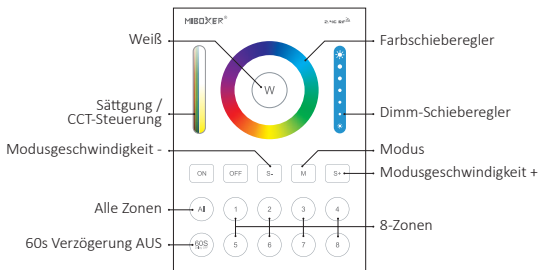 MIBOXER®
2.4G RF
Weiß
Farbschieberegler
W
Sättgung /
CCT-Steuerung
Dimm-Schieberegler
Modusgeschwindigkeit -
Modus
Modusgeschwindigkeit +
ON OFF S- M S+
Alle Zonen
All 1 2 3 4
8-Zonen
60s Verzögerung AUS
60S 5 6 7 8